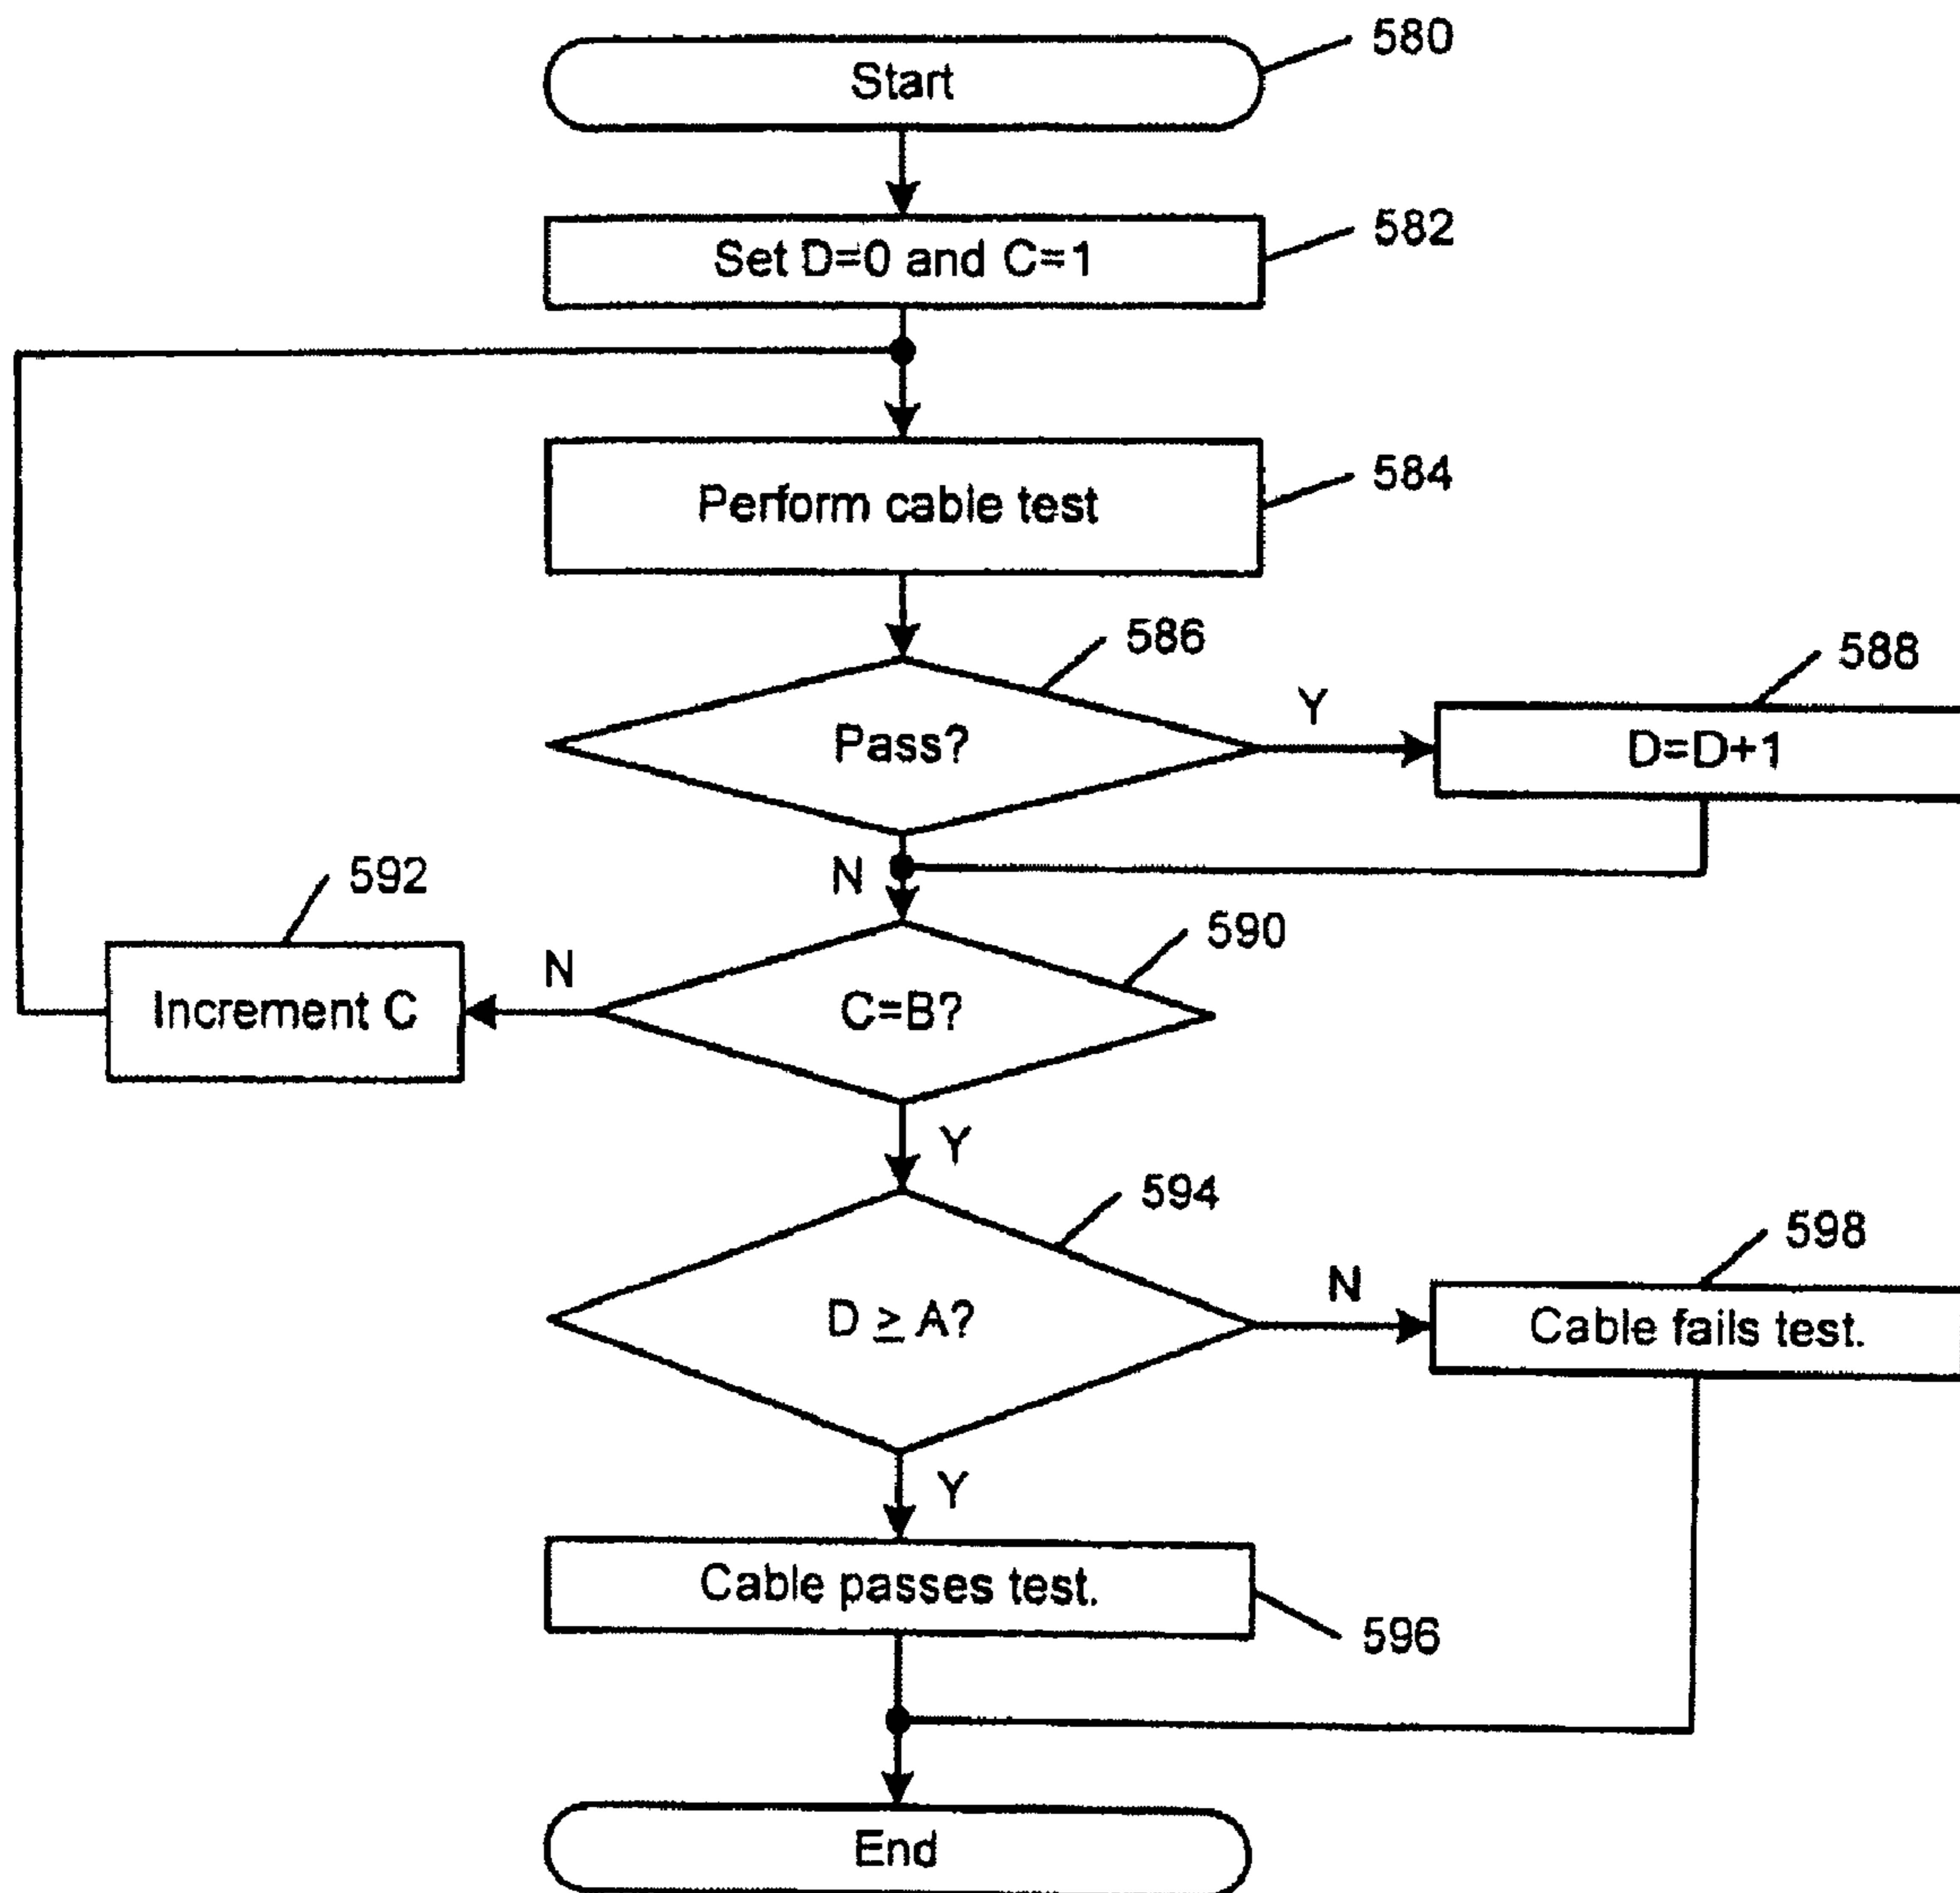 580
Start
582
Set D=0 and C=1
584
Perform cable test
586
588
Pass?
Y
D=D+1
N
592
590
N
Increment C
C=B?
Y
594
598
N
D ≥ A?
Cable fails test.
Y
Cable passes test.
596
End